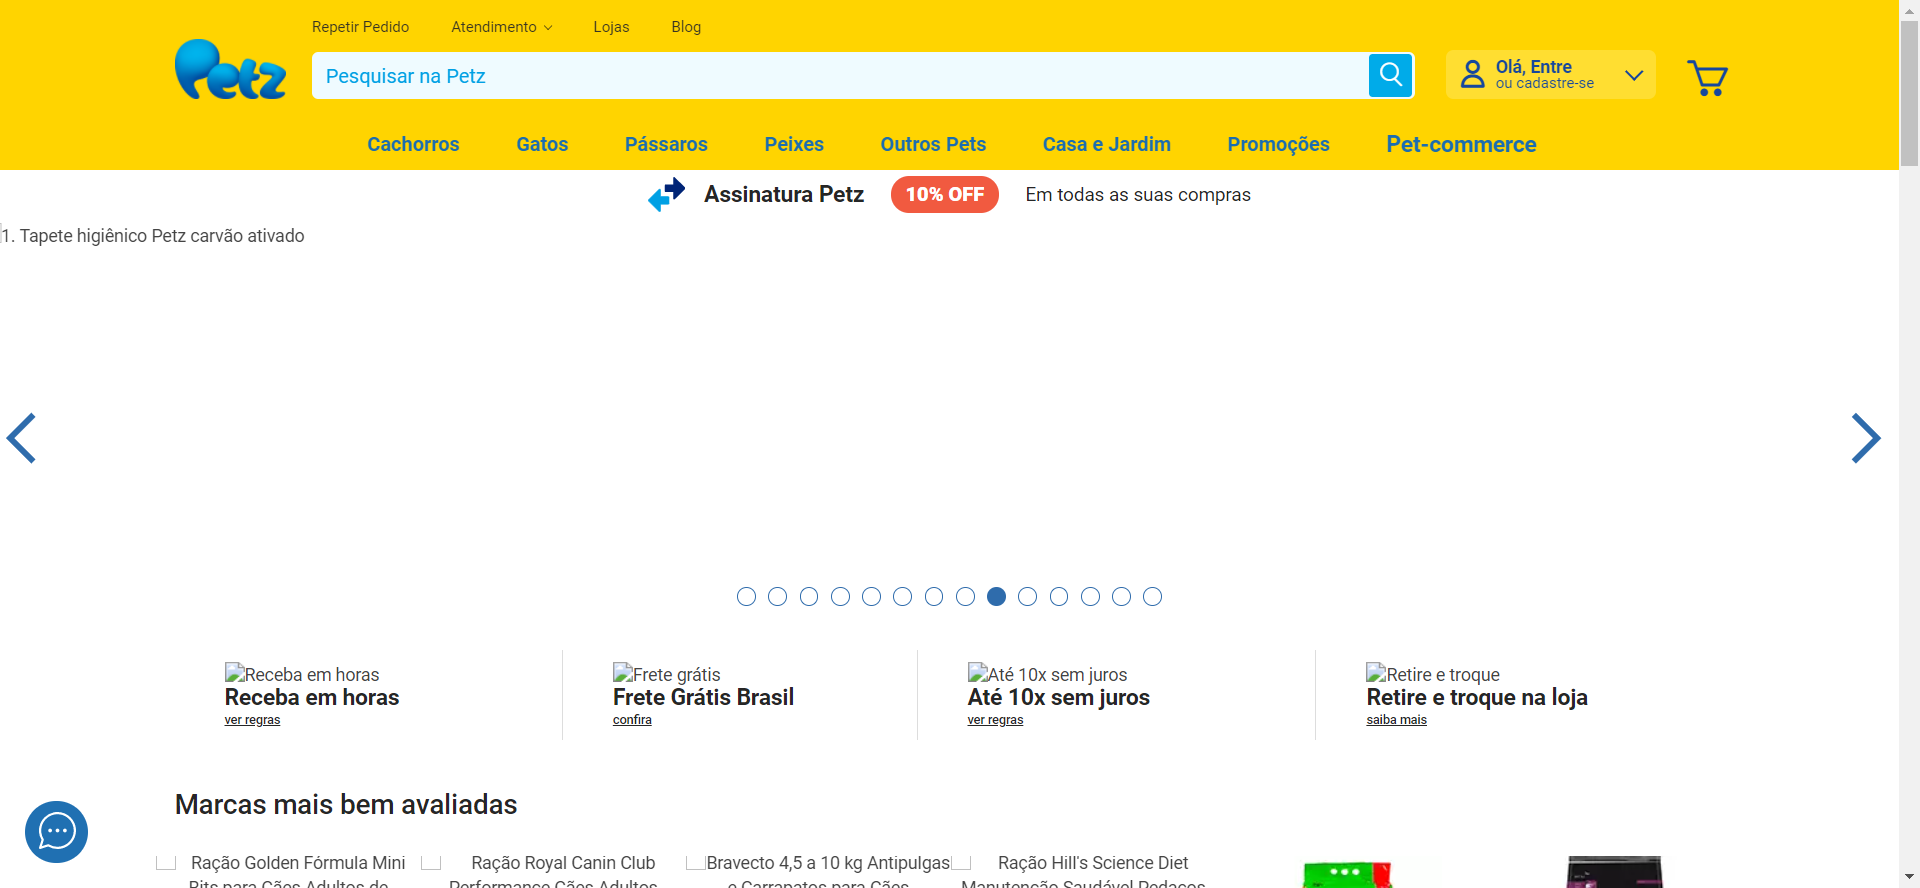 Repetir Pedido
Atendimento
Lojas
Blog
Petz
Pesquisar na Petz
Olá, Entre
ou cadastre-se
Cachorros
Gatos
Pássaros
Peixes
Outros Pets
Casa e Jardim
Promoções
Pet-commerce
Assinatura Petz
10% OFF
Em todas as suas compras
1. Tapete higiênico Petz carvão ativado
Receba em horas
Receba em horas
ver regras
Frete grátis
Frete Grátis Brasil
confira
Até 10x sem juros
Até 10x sem juros
ver regras
Retire e troque
Retire e troque na loja
saiba mais
Marcas mais bem avaliadas
Ração Golden Fórmula Mini
Bits para Cães Adultos de
Ração Royal Canin Club
Performance Cães Adultos
Bravecto 4,5 a 10 kg Antipulgas
e Carrapatos para Cães
Ração Hill's Science Diet
Manutenção Saudável Pedaços